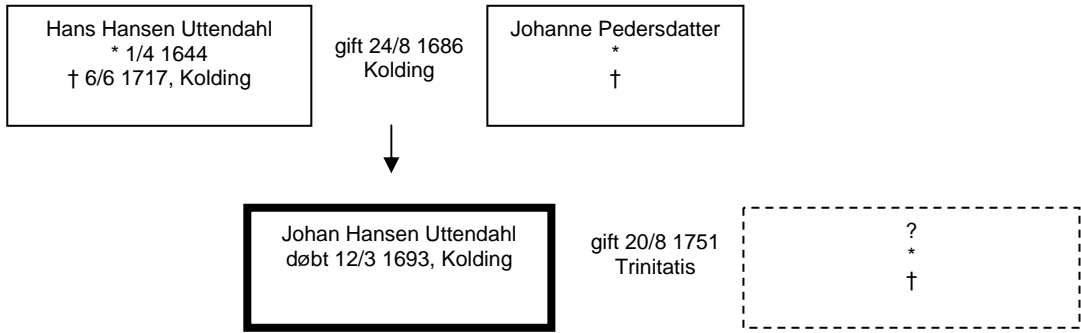 Hans Hansen Uttendahl
* 1/4 1644
† 6/6 1717, Kolding
gift 24/8 1686
Kolding
Johanne Pedersdatter
*
†
Johan Hansen Uttendahl
døbt 12/3 1693, Kolding
gift 20/8 1751
Trinitatis
?
*
†